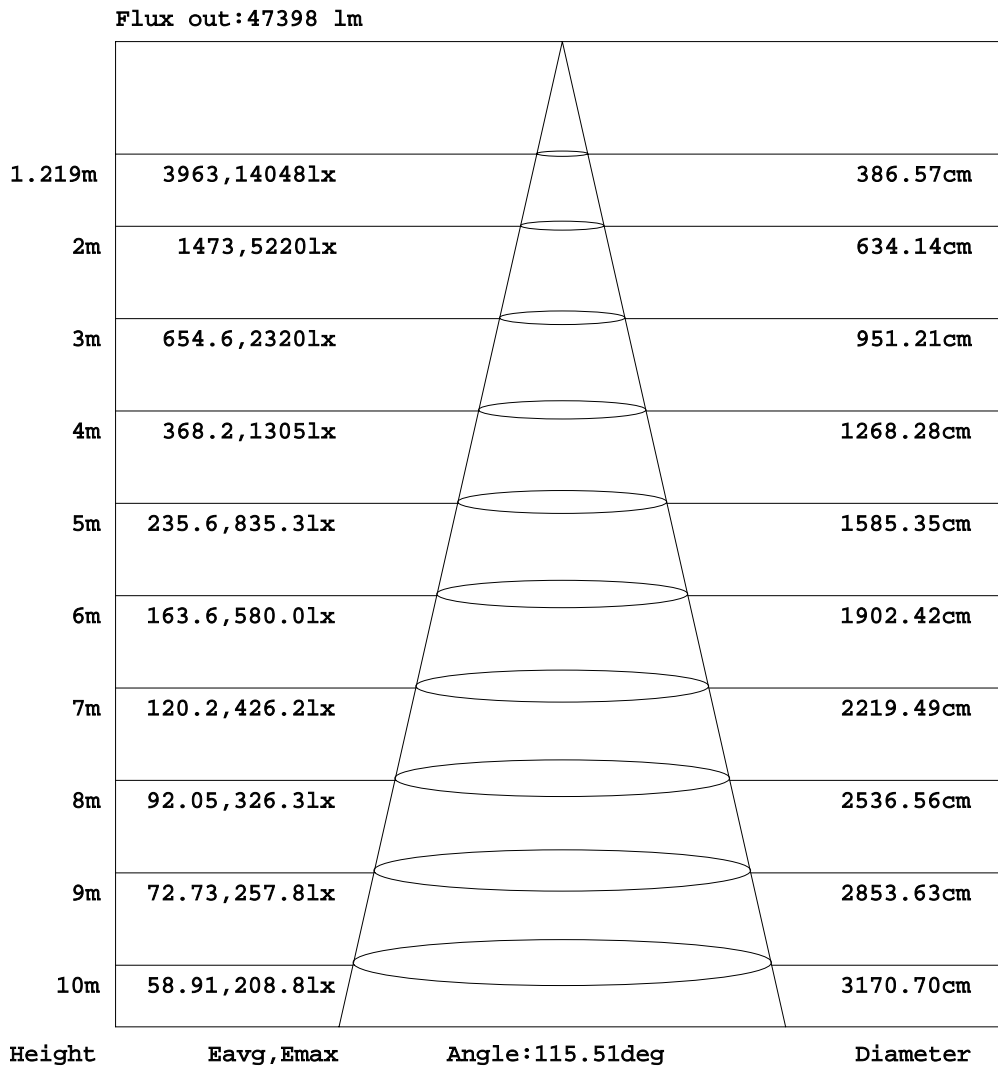 Flux out:47398 lm
1.219m 3963,14048lx 386.57cm
2m 1473,5220lx 634.14cm
3m 654.6,2320lx 951.21cm
4m 368.2,1305lx 1268.28cm
5m 235.6,835.3lx 1585.35cm
6m 163.6,580.0lx 1902.42cm
7m 120.2,426.2lx 2219.49cm
8m 92.05,326.3lx 2536.56cm
9m 72.73,257.8lx 2853.63cm
10m 58.91,208.8lx 3170.70cm
Height Eavg,Emax Angle:115.51deg Diameter